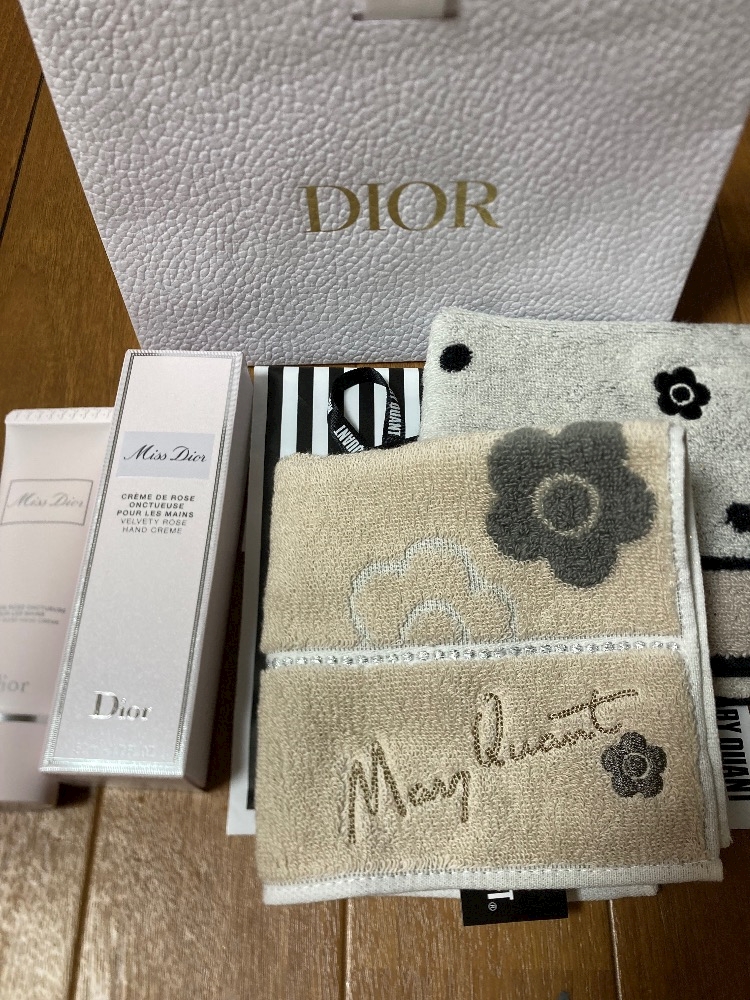 DIOR
Miss Dior
CRÈME DE ROSE
ONCTUEUSE
POUR LES MAINS
VELVETY ROSE
HAND CREME
Dior
Miss Dior
QUANT
Mary Quant